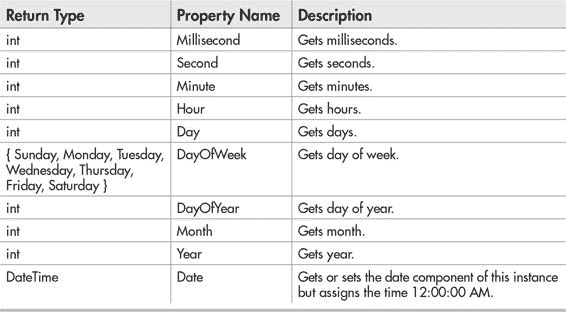 Return Type Property Name Description
int Millisecond Gets milliseconds.
int Second Gets seconds.
int Minute Gets minutes.
int Hour Gets hours.
int Day Gets days.
{ Sunday, Monday, Tuesday, DayOfWeek Gets day of week.
Wednesday, Thursday,
Friday, Saturday }
int DayOfYear Gets day of year.
int Month Gets month.
int Year Gets year.
DateTime Date Gets or sets the date component of this instance
but assigns the time 12:00:00 AM.